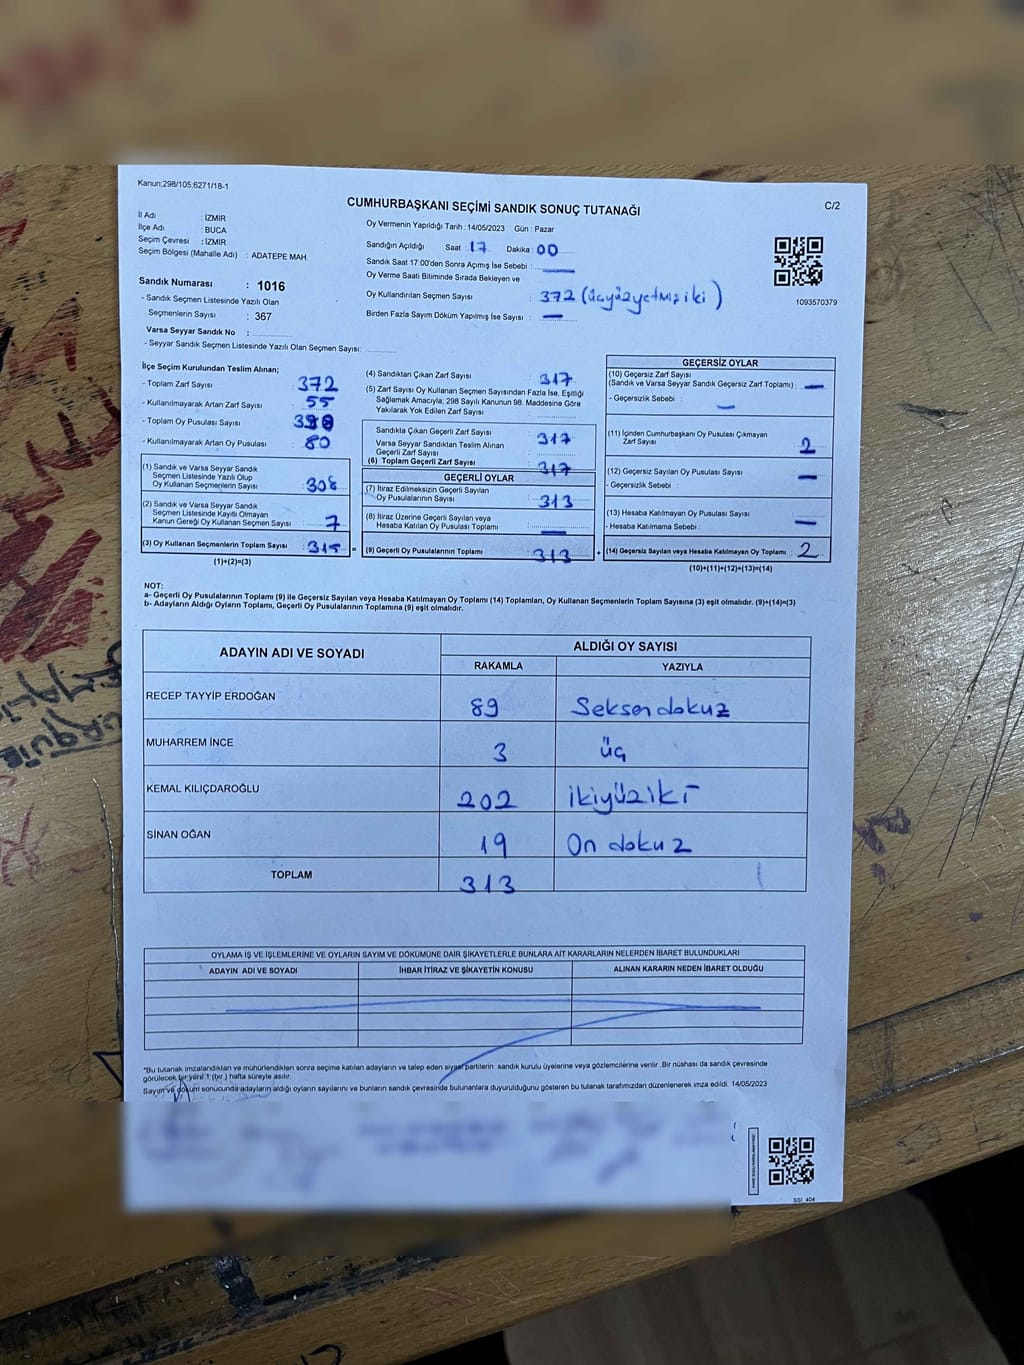 Kanun;298/105;6271/18-1
CUMHURBAŞKANI SEÇİMİ SANDIK SONUÇ TUTANAĞI
C/2
İl Adı : İZMİR
İlçe Adı : BUCA
Seçim Çevresi : İZMİR
Seçim Bölgesi (Mahalle Adı) : ADATEPE MAH.
Sandık Numarası : 1016
- Sandık Seçmen Listesinde Yazılı Olan
Seçmenlerin Sayısı : 367
Varsa Seyyar Sandık No :
- Seyyar Sandık Seçmen Listesinde Yazılı Olan Seçmen Sayısı:
Oy Vermenin Yapıldığı Tarih : 14/05/2023 Gün : Pazar
Sandığın Açıldığı Saat : 17 Dakika : 00
Sandık Saat 17:00'den Sonra Açımış İse Sebebi : —
Oy Verme Saati Bitiminde Sırada Bekleyen ve
Oy Kullandırılan Seçmen Sayısı : 372 (üçyüzyetmişiki)
Birden Fazla Sayım Döküm Yapılmış İse Sayısı : —
1093570379
İlçe Seçim Kurulundan Teslim Alınan;
- Toplam Zarf Sayısı : 372
- Kullanılmayarak Artan Zarf Sayısı : 55
- Toplam Oy Pusulası Sayısı :
- Kullanılmayarak Artan Oy Pusulası : 80
(1) Sandık ve Varsa Seyyar Sandık
Seçmen Listesinde Yazılı Olup
Oy Kullanan Seçmenlerin Sayısı : 308
(2) Sandık ve Varsa Seyyar Sandık
Seçmen Listesinde Kayıtlı Olmayan
Kanun Gereği Oy Kullanan Seçmen Sayısı : 7
(3) Oy Kullanan Seçmenlerin Toplam Sayısı : 315
(1)+(2)=(3)
(4) Sandıktan Çıkan Zarf Sayısı : 317
(5) Zarf Sayısı Oy Kullanan Seçmen Sayısından Fazla İse, Eşitliği
Sağlamak Amacıyla; 298 Sayılı Kanunun 98. Maddesine Göre
Yakılarak Yok Edilen Zarf Sayısı :
Sandıkta Çıkan Geçerli Zarf Sayısı : 317
Varsa Seyyar Sandıktan Teslim Alınan
Geçerli Zarf Sayısı :
(6) Toplam Geçerli Zarf Sayısı : 317
GEÇERLİ OYLAR
(7) İtiraz Edilmeksizin Geçerli Sayılan
Oy Pusulalarının Sayısı : 313
(8) İtiraz Üzerine Geçerli Sayılan veya
Hesaba Katılan Oy Pusulası Toplamı : —
(9) Geçerli Oy Pusulalarının Toplamı : 313
GEÇERSİZ OYLAR
(10) Geçersiz Zarf Sayısı
(Sandık ve Varsa Seyyar Sandık Geçersiz Zarf Toplamı) : —
- Geçersizlik Sebebi : —
(11) İçinden Cumhurbaşkanı Oy Pusulası Çıkmayan
Zarf Sayısı : 2
(12) Geçersiz Sayılan Oy Pusulası Sayısı : —
- Geçersizlik Sebebi :
(13) Hesaba Katılmayan Oy Pusulası Sayısı : —
- Hesaba Katılmama Sebebi :
(14) Geçersiz Sayılan veya Hesaba Katılmayan Oy Toplamı : 2
(10)+(11)+(12)+(13)=(14)
NOT:
a- Geçerli Oy Pusulalarının Toplamı (9) ile Geçersiz Sayılan veya Hesaba Katılmayan Oy Toplamı (14) Toplamları, Oy Kullanan Seçmenlerin Toplam Sayısına (3) eşit olmalıdır. (9)+(14)=(3)
b- Adayların Aldığı Oyların Toplamı, Geçerli Oy Pusulalarının Toplamına (9) eşit olmalıdır.
ADAYIN ADI VE SOYADI ALDIĞI OY SAYISI
RAKAMLA YAZIYLA
RECEP TAYYİP ERDOĞAN 89 Seksendokuz
MUHARREM İNCE 3 üç
KEMAL KILIÇDAROĞLU 202 ikiyüziki
SİNAN OĞAN 19 On dokuz
TOPLAM 313
OYLAMA İŞ VE İŞLEMLERİNE VE OYLARIN SAYIM VE DÖKÜMÜNE DAİR ŞİKAYETLERLE BUNLARA AİT KARARLARIN NELERDEN İBARET BULUNDUKLARI
ADAYIN ADI VE SOYADI İHBAR İTİRAZ VE ŞİKAYETİN KONUSU ALINAN KARARIN NEDEN İBARET OLDUĞU
*Bu tutanak imzalandıktan ve mühürlendikten sonra seçime katılan adayların ve talep eden siyasi partilerin sandık kurulu üyelerine veya gözlemcilerine verilir. Bir nüshası da sandık çevresinde
görülecek bir yere 1 (bir) hafta süreyle asılır.
Sayım ve döküm sonucunda adayların aldığı oyların sayılarını ve bunların sandık çevresinde bulunanlara duyurulduğunu gösteren bu tutanak tarafımızdan düzenlenerek imza edildi. 14/05/2023
SSİ 404